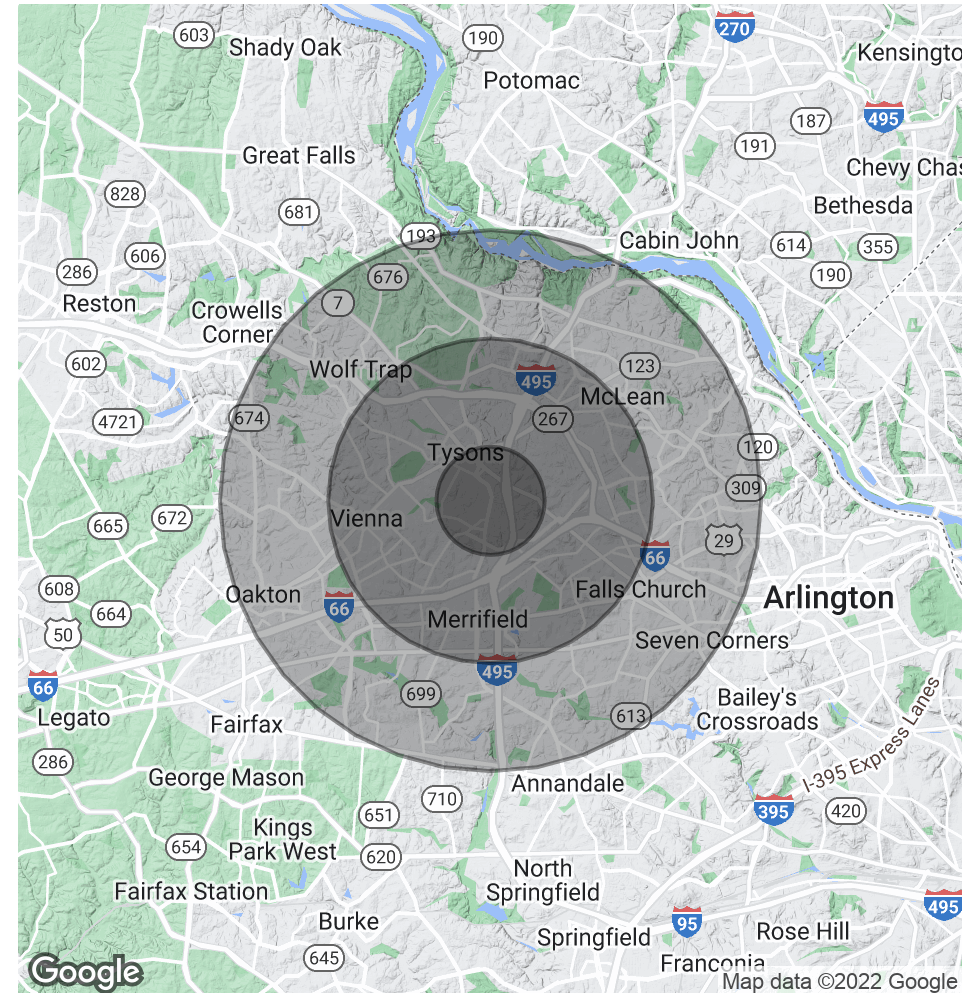 603
190
270
Shady Oak
Kensingto
Potomac
187
495
191
Great Falls
Chevy Chas
828
681
Bethesda
193
Cabin John
614
355
606
286
676
190
Reston
7
Crowells
Corner
602
Wolf Trap
495
123
McLean
4721
674
267
120
Tysons
309
665
672
Vienna
29
66
608
Oakton
Falls Church
Arlington
664
66
Merrifield
50
Seven Corners
66
495
699
Legato
Fairfax
613
Bailey's
Crossroads
286
George Mason
Annandale
I-395 Express Lanes
710
651
395
420
Kings
Park West
654
620
North
Springfield
Fairfax Station
495
Burke
95
Springfield
Rose Hill
645
Franconia
Google
Map data ©2022 Google